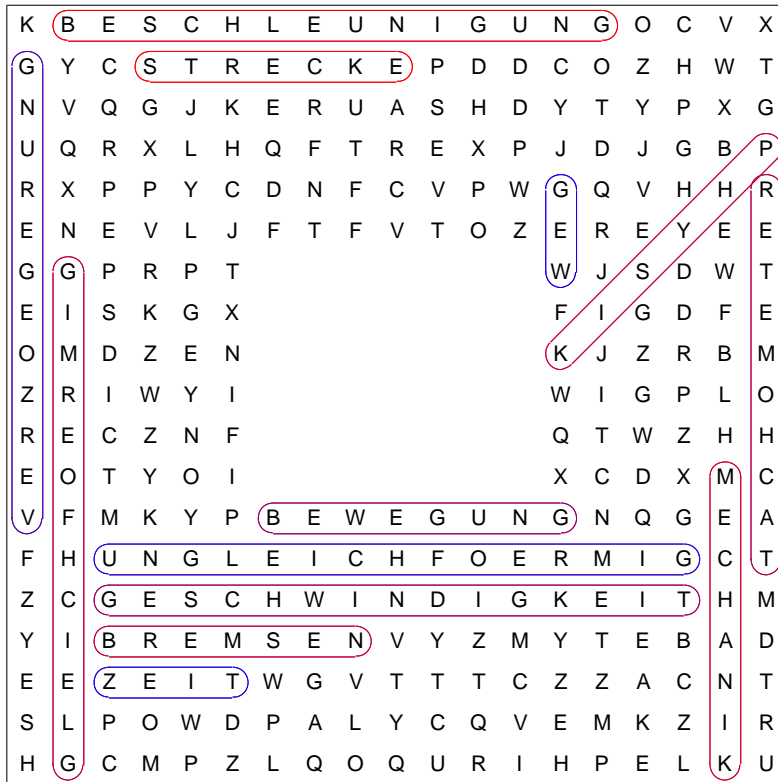 K B E S C H L E U N I G U N G O C V X
G Y C S T R E C K E P D D C O Z H W T
N V Q G J K E R U A S H D Y T Y P X G
U Q R X L H Q F T R E X P J D J G B P
R X P P Y C D N F C V P W G Q V H H R
E N E V L J F T F V T O Z E R E Y E E
G G P R P T W J S D W T
E I S K G X F I G D F E
O M D Z E N K J Z R B M
Z R I W Y I W I G P L O
R E C Z N F Q T W Z H H
E O T Y O I X C D X M C
V F M K Y P B E W E G U N G N Q G E A
F H U N G L E I C H F O E R M I G C T
Z C G E S C H W I N D I G K E I T H M
Y I B R E M S E N V Y Z M Y T E B A D
E E Z E I T W G V T T T C Z Z A C N T
S L P O W D P A L Y C Q V E M K Z I R
H G C M P Z L Q O Q U R I H P E L K U